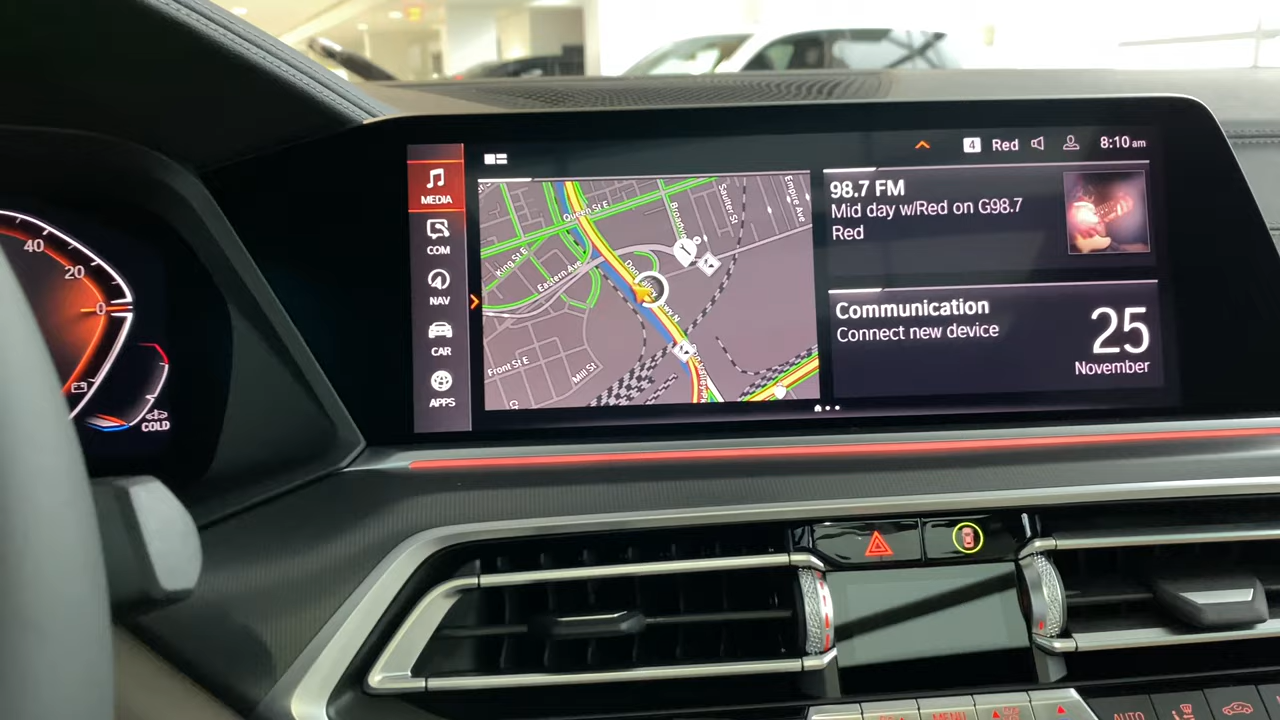 4 Red 8:10 am
MEDIA
COM
NAV
CAR
APPS
Queen St E
King St E
Eastern Ave
Saulter St
Empire Ave
Front St E
Mill St
98.7 FM
Mid day w/Red on G98.7
Red
Communication
Connect new device
25
November
40
20
0
COLD
AUTO
MENU